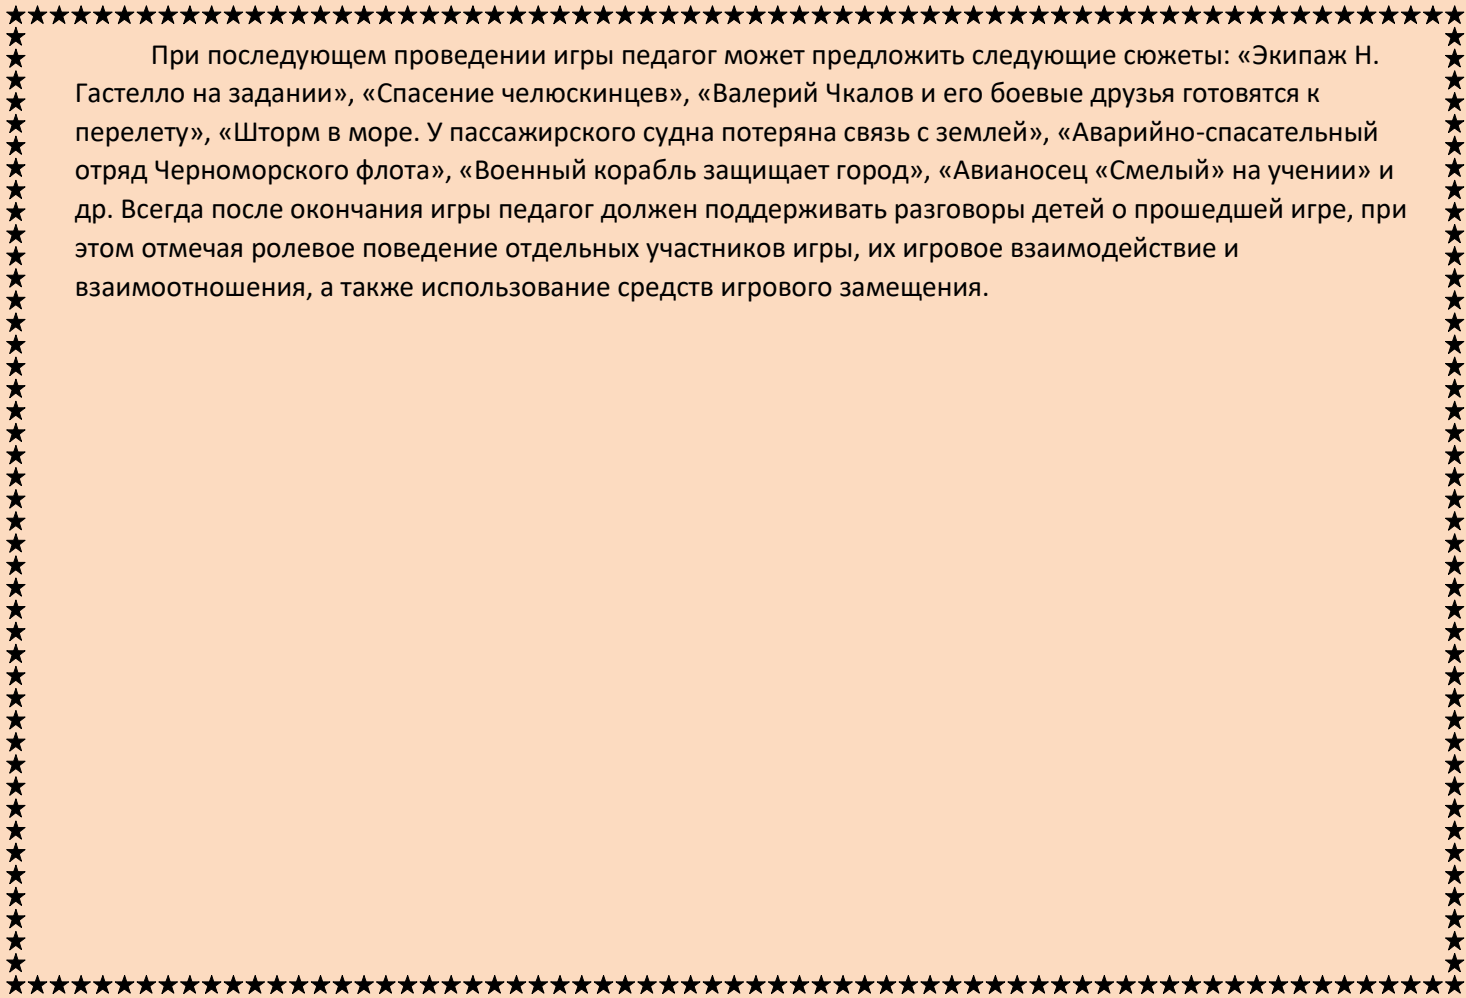 При последующем проведении игры педагог может предложить следующие сюжеты: «Экипаж Н.
Гастелло на задании», «Спасение челюскинцев», «Валерий Чкалов и его боевые друзья готовятся к
перелету», «Шторм в море. У пассажирского судна потеряна связь с землей», «Аварийно-спасательный
отряд Черноморского флота», «Военный корабль защищает город», «Авианосец «Смелый» на учении» и
др. Всегда после окончания игры педагог должен поддерживать разговоры детей о прошедшей игре, при
этом отмечая ролевое поведение отдельных участников игры, их игровое взаимодействие и
взаимоотношения, а также использование средств игрового замещения.